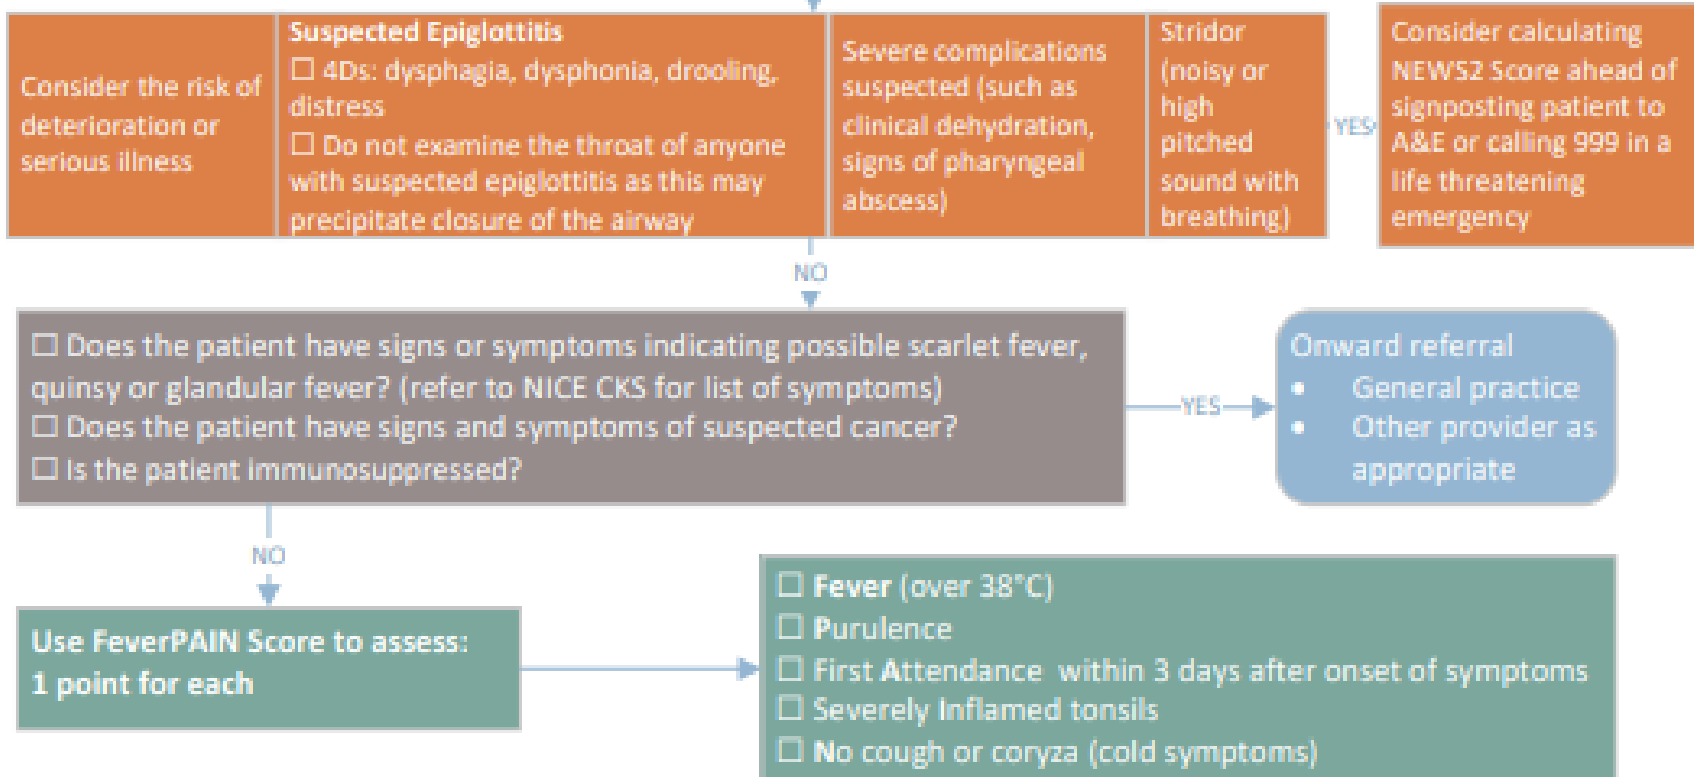 Consider the risk of
deterioration or
serious illness
Suspected Epiglottitis
☐ 4Ds: dysphagia, dysphonia, drooling,
distress
☐ Do not examine the throat of anyone
with suspected epiglottitis as this may
precipitate closure of the airway
Severe complications
suspected (such as
clinical dehydration,
signs of pharyngeal
abscess)
Stridor
(noisy or
high
pitched
sound with
breathing)
YES
Consider calculating
NEWS2 Score ahead of
signposting patient to
A&E or calling 999 in a
life threatening
emergency
NO
☐ Does the patient have signs or symptoms indicating possible scarlet fever,
quinsy or glandular fever? (refer to NICE CKS for list of symptoms)
☐ Does the patient have signs and symptoms of suspected cancer?
☐ Is the patient immunosuppressed?
YES
Onward referral
• General practice
• Other provider as
appropriate
NO
Use FeverPAIN Score to assess:
1 point for each
☐ Fever (over 38°C)
☐ Purulence
☐ First Attendance within 3 days after onset of symptoms
☐ Severely Inflamed tonsils
☐ No cough or coryza (cold symptoms)